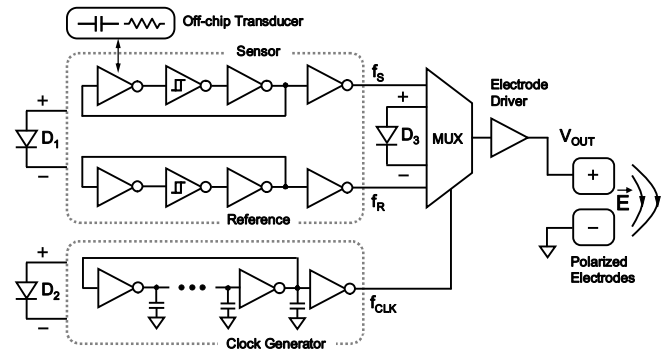 Off-chip Transducer
Sensor
+
D1
−
fS
+
D3
−
MUX
Electrode
Driver
VOUT
+
E
−
Polarized
Electrodes
Reference
fR
+
D2
−
fCLK
Clock Generator